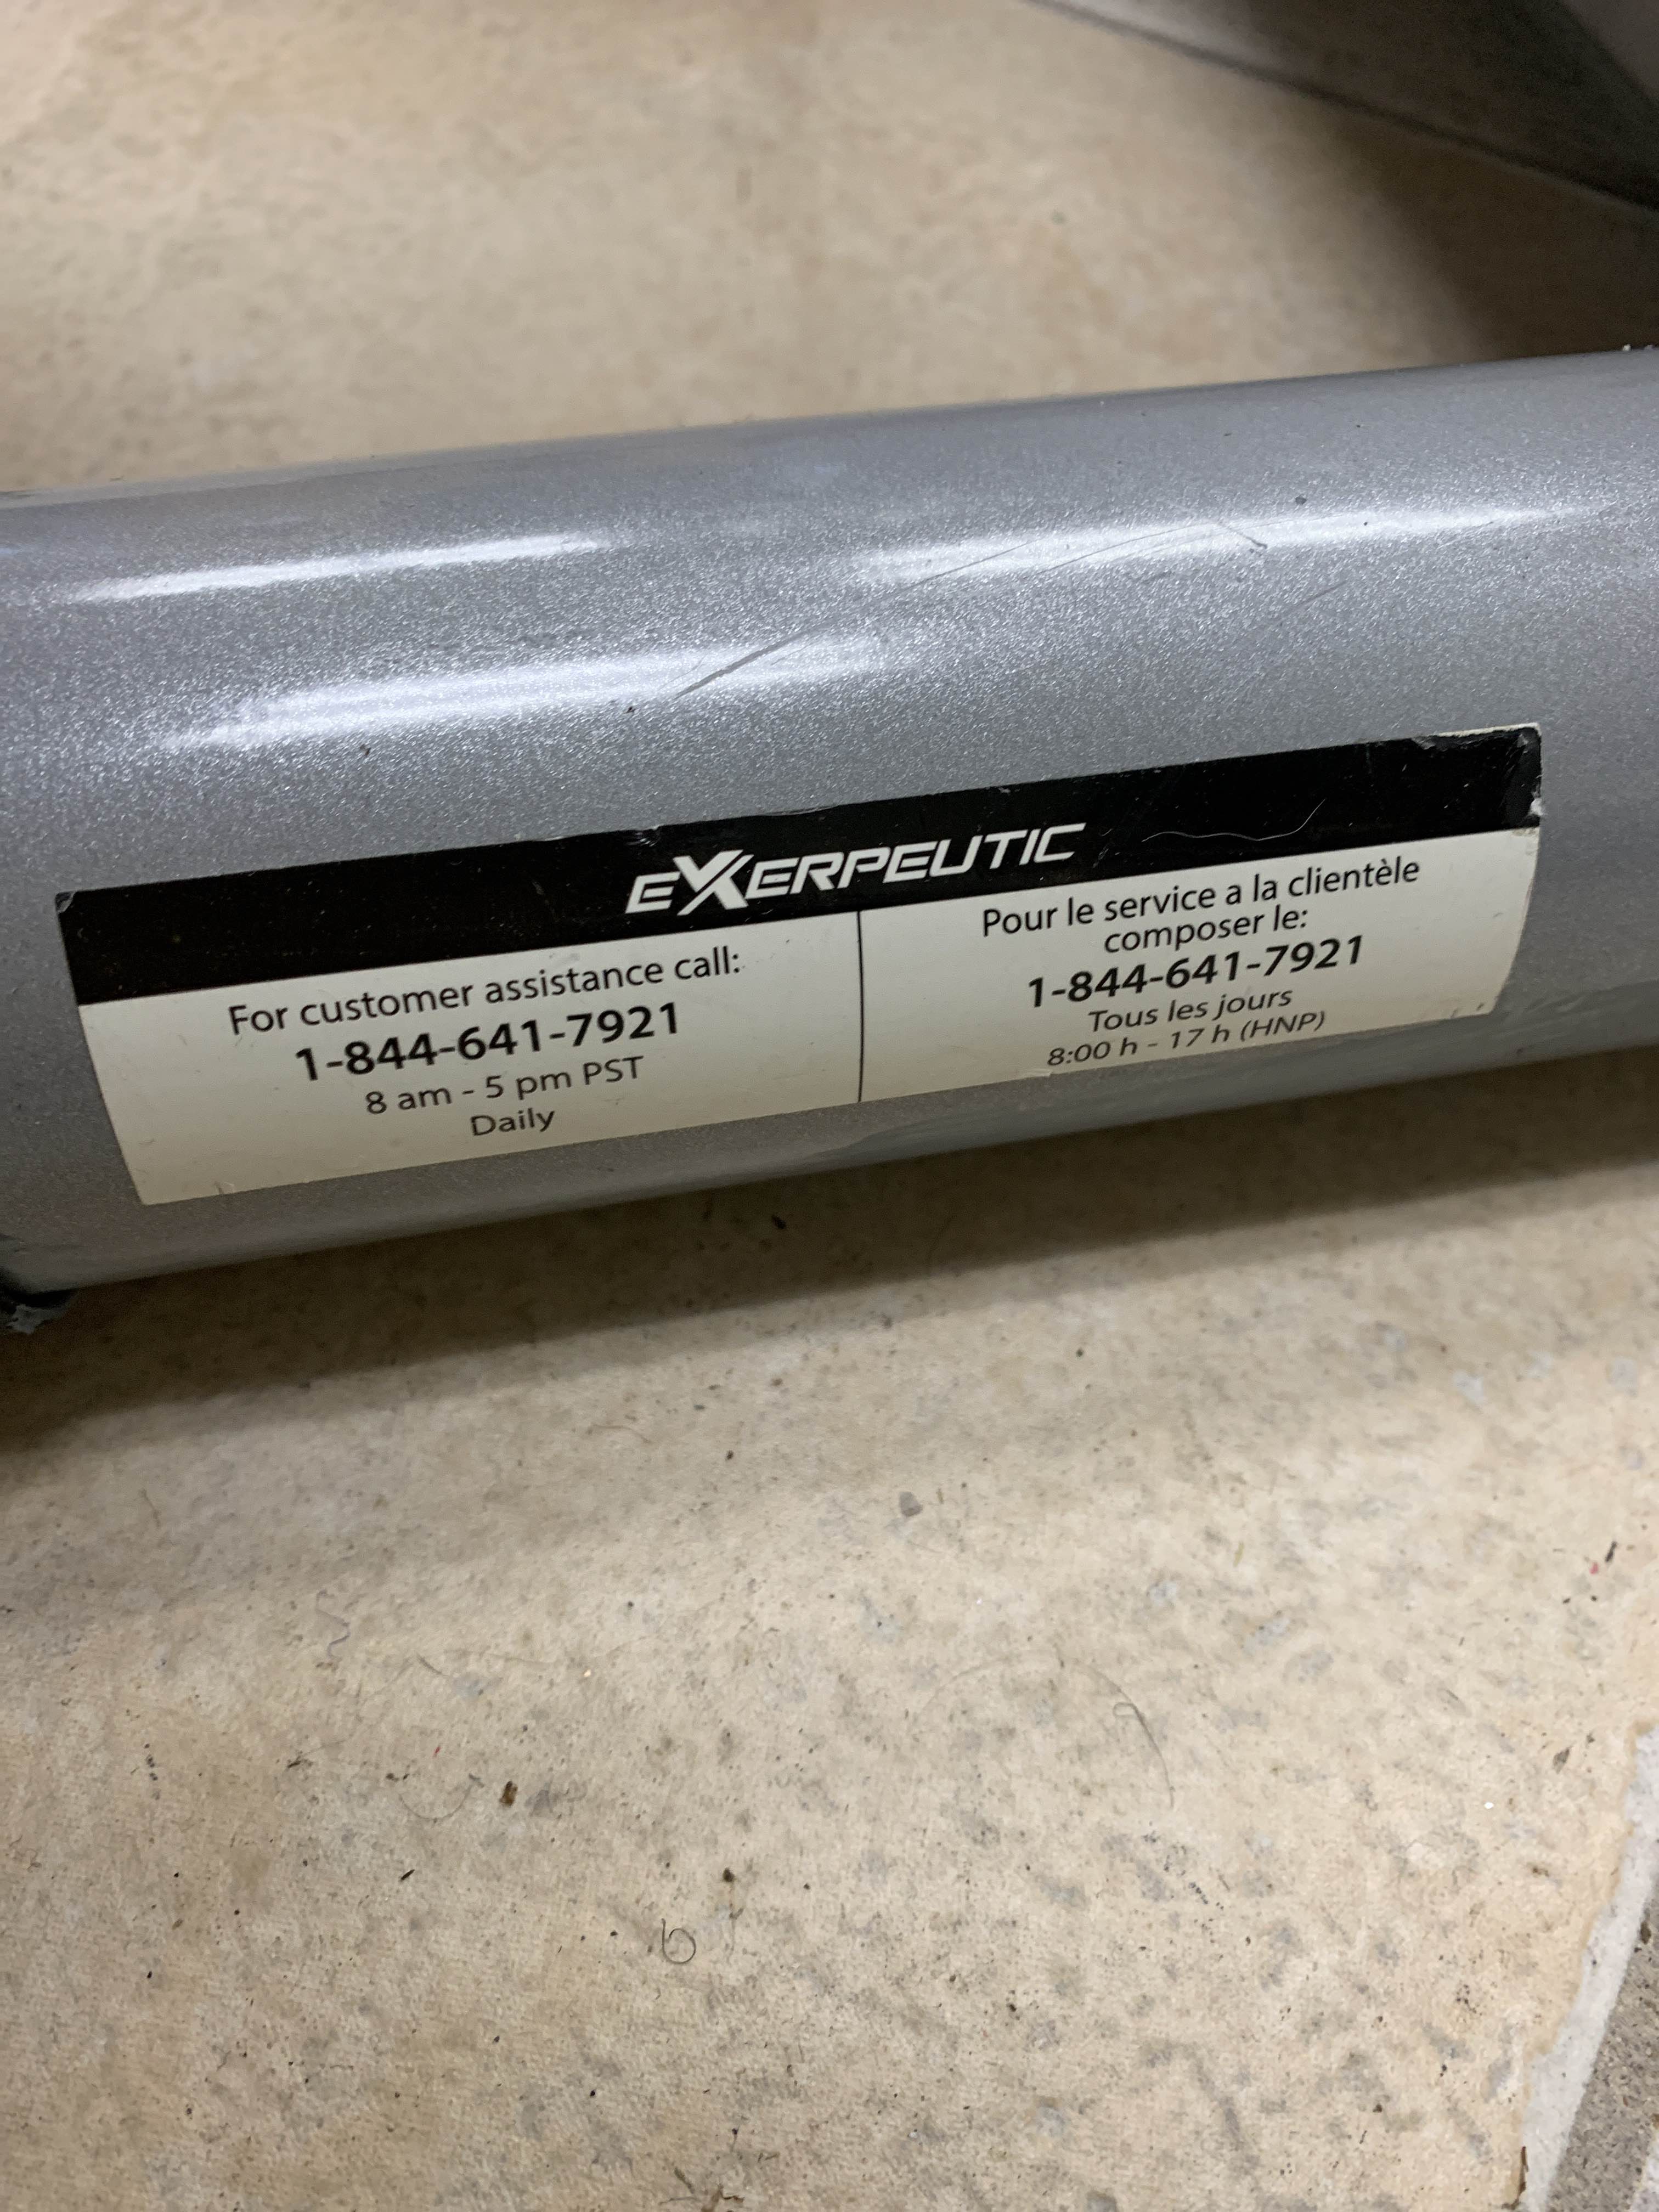 EXERPEUTIC
For customer assistance call:
1-844-641-7921
8 am - 5 pm PST
Daily
Pour le service a la clientèle
composer le:
1-844-641-7921
Tous les jours
8:00 h - 17 h (HNP)